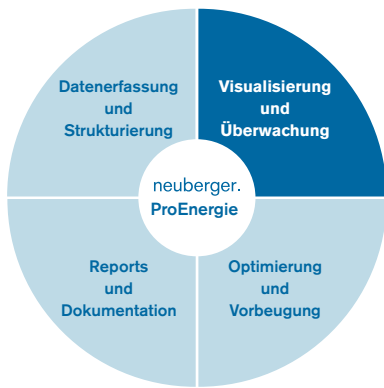 Datenerfassung
und
Strukturierung
Visualisierung
und
Überwachung
neuberger.
ProEnergie
Reports
und
Dokumentation
Optimierung
und
Vorbeugung